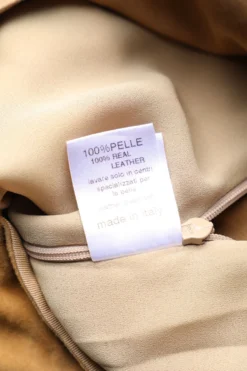 100%PELLE
100% REAL
LEATHER
lavare solo in centri
specializzati per
la pelle
made in Italy